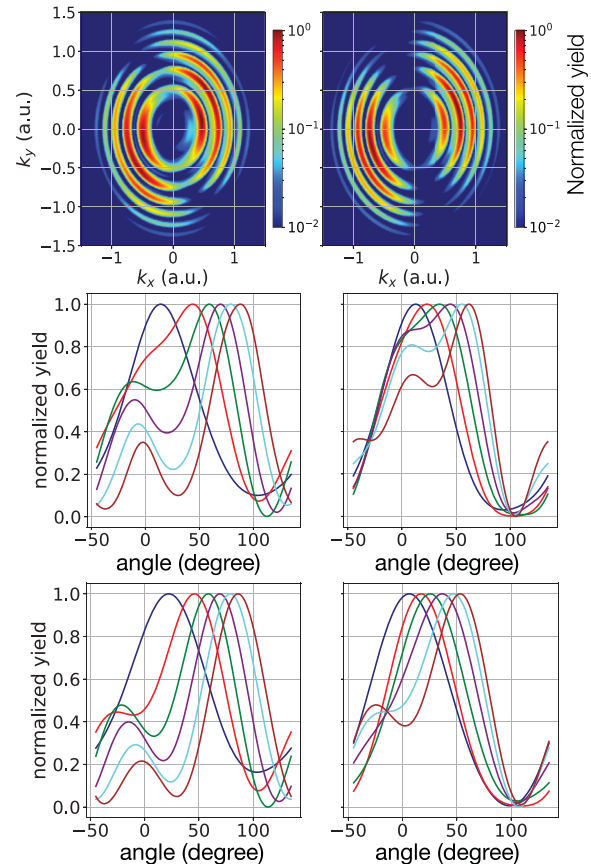 1.5
1.0
0.5
0.0
−0.5
−1.0
−1.5
k_y (a.u.)
−1 0 1
k_x (a.u.)
10^0
10^-1
10^-2
−1 0 1
k_x (a.u.)
10^0
10^-1
10^-2
Normalized yield
1.0
0.8
0.6
0.4
0.2
0.0
normalized yield
−50 0 50 100
angle (degree)
−50 0 50 100
angle (degree)
1.0
0.8
0.6
0.4
0.2
0.0
normalized yield
−50 0 50 100
angle (degree)
−50 0 50 100
angle (degree)